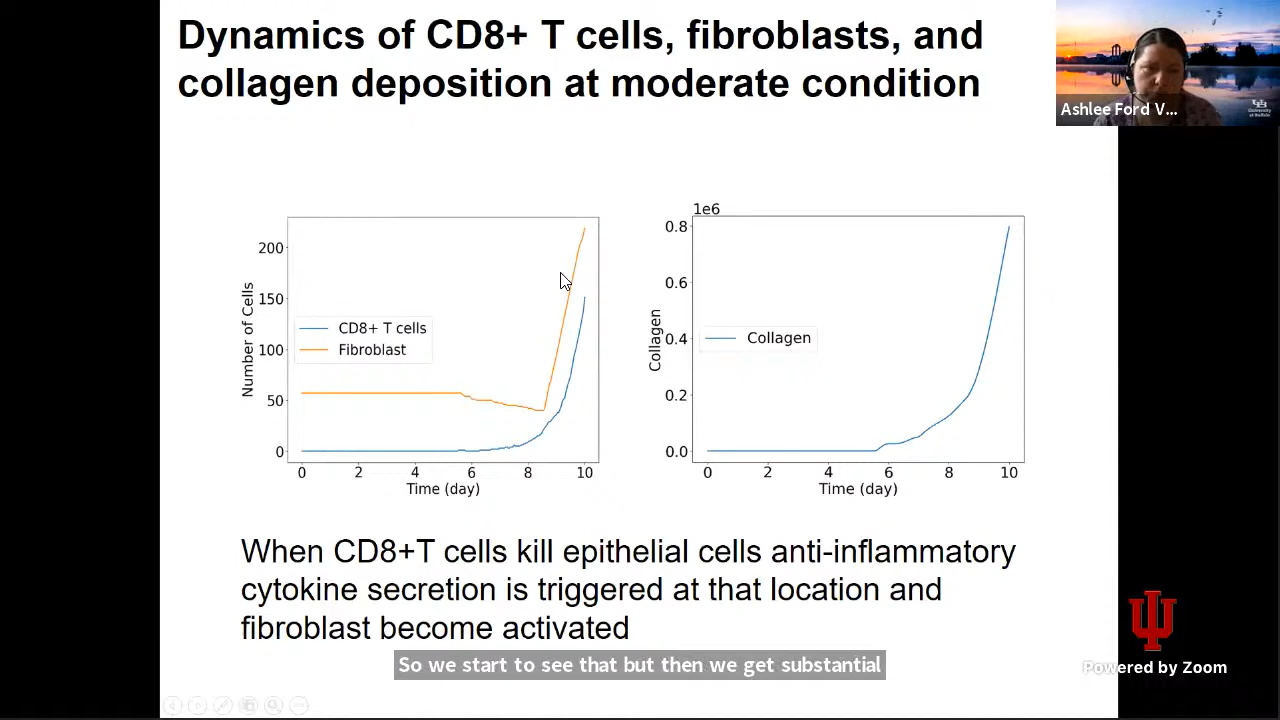 Dynamics of CD8+ T cells, fibroblasts, and
collagen deposition at moderate condition
Ashlee Ford V...
University
at Buffalo
Number of Cells
200
150
100
50
0
CD8+ T cells
Fibroblast
0 2 4 6 8 10
Time (day)
1e6
Collagen
0.8
0.6
0.4
0.2
0.0
Collagen
0 2 4 6 8 10
Time (day)
When CD8+T cells kill epithelial cells anti-inflammatory
cytokine secretion is triggered at that location and
fibroblast become activated
So we start to see that but then we get substantial
Powered by Zoom